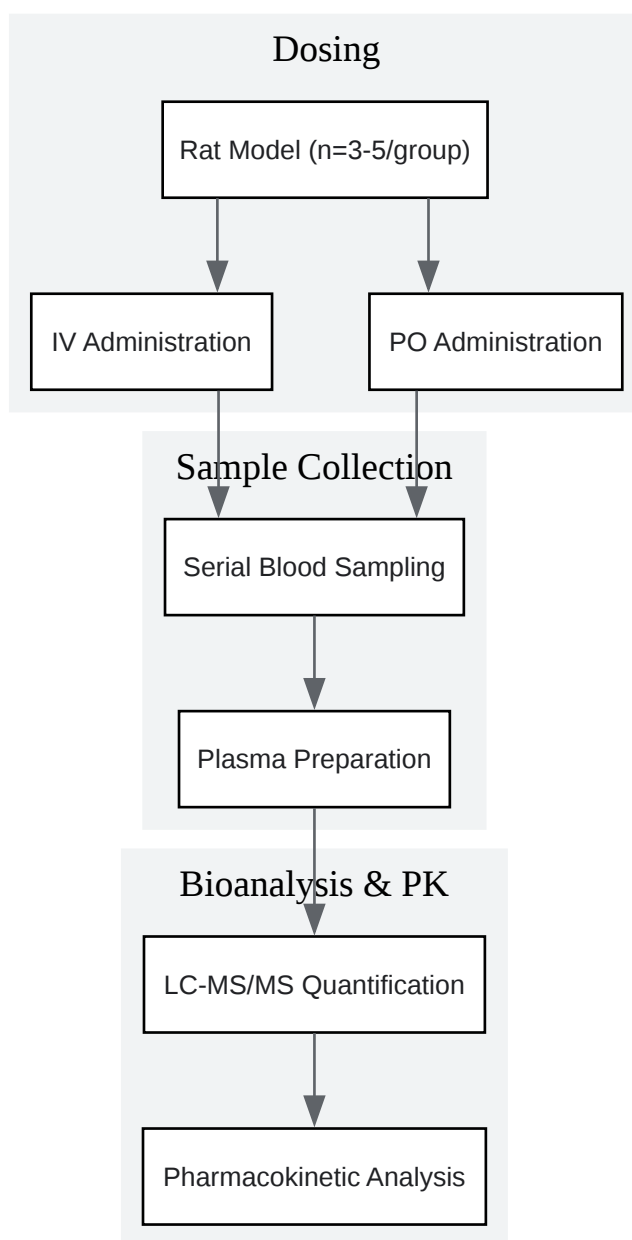 Dosing
Rat Model (n=3-5/group)
IV Administration
PO Administration
Sample Collection
Serial Blood Sampling
Plasma Preparation
Bioanalysis & PK
LC-MS/MS Quantification
Pharmacokinetic Analysis